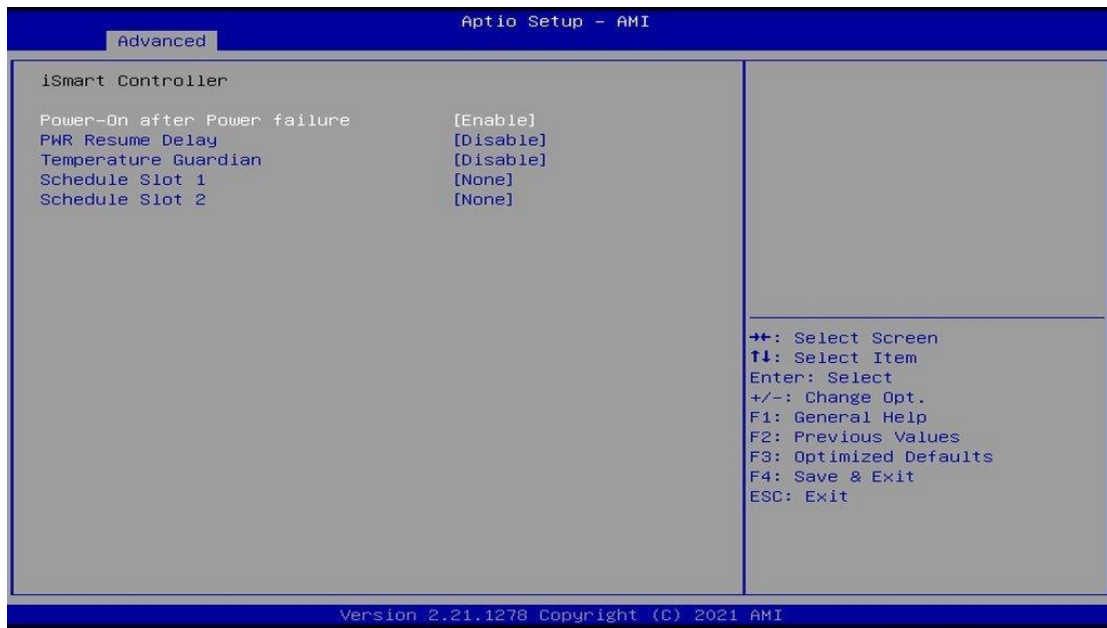 Aptio Setup – AMI
Advanced
iSmart Controller
Power-On after Power failure [Enable]
PWR Resume Delay [Disable]
Temperature Guardian [Disable]
Schedule Slot 1 [None]
Schedule Slot 2 [None]
→←: Select Screen
↑↓: Select Item
Enter: Select
+/-: Change Opt.
F1: General Help
F2: Previous Values
F3: Optimized Defaults
F4: Save & Exit
ESC: Exit
Version 2.21.1278 Copyright (C) 2021 AMI